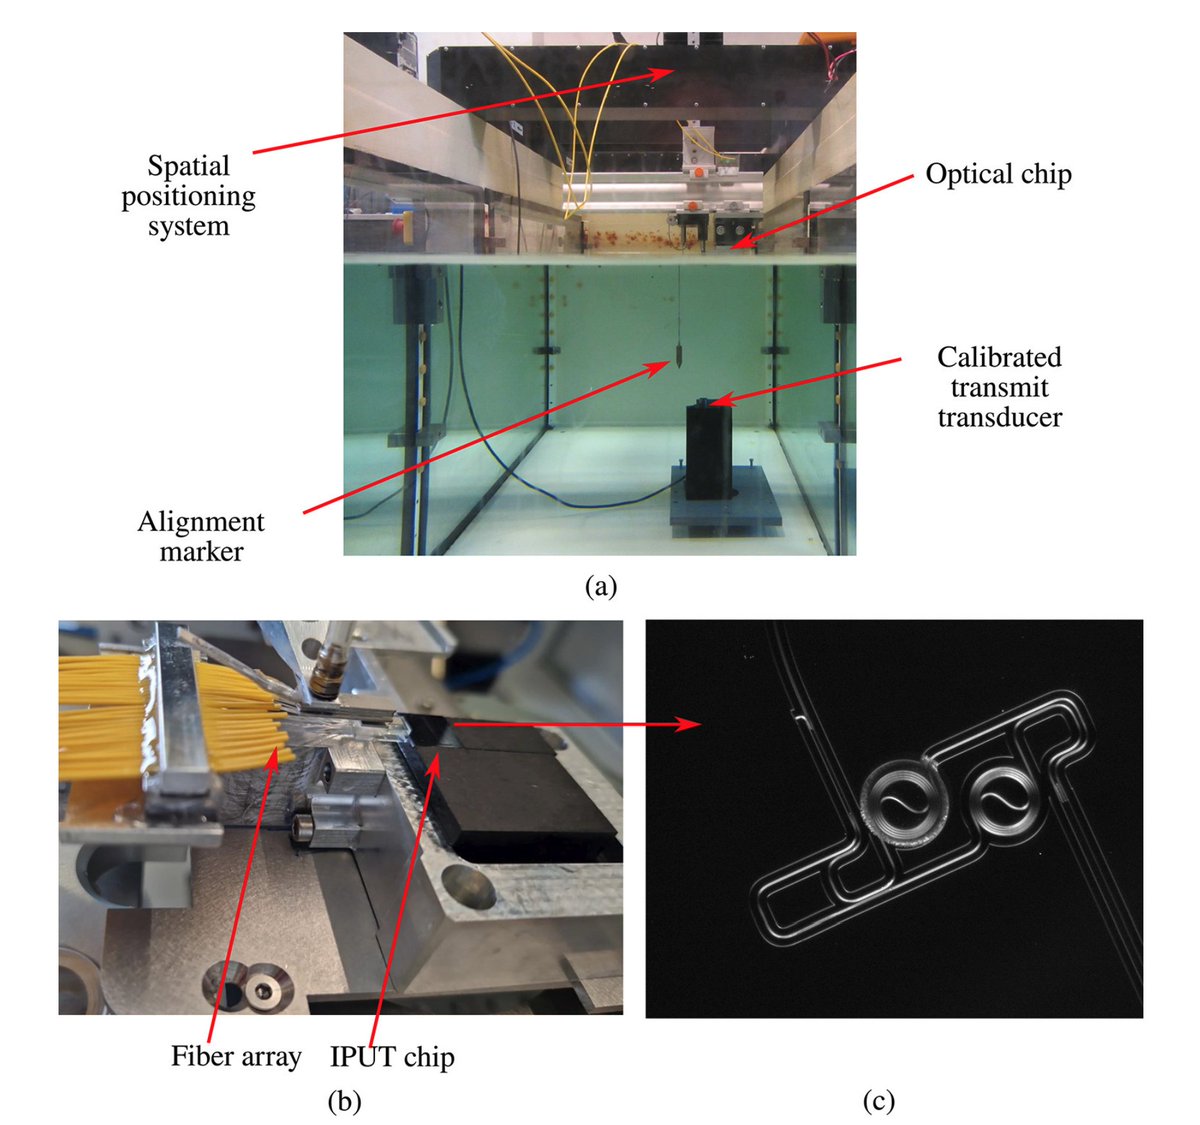 Spatial
positioning
system
Optical chip
Calibrated
transmit
transducer
Alignment
marker
(a)
Fiber array
IPUT chip
(b)
(c)